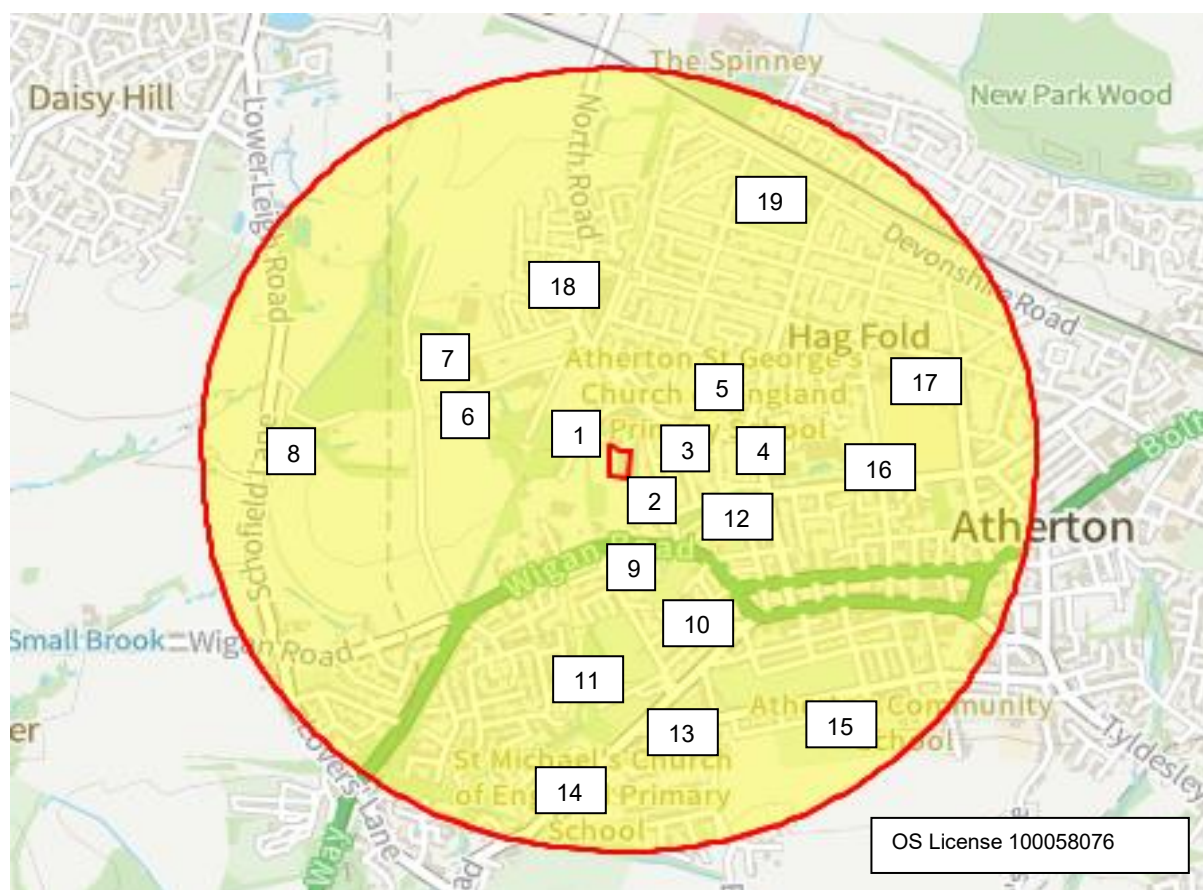 The Spinney
Daisy Hill
New Park Wood
Lower Leigh Road
North Road
19
Devonshire Road
18
Hag Fold
7
Atherton St George's
5
17
6
Church England
1
Primary School
3
4
8
16
Bolt
2
12
Atherton
Schofield Lane
Wigan Road
9
10
Small Brook
Wigan Road
11
Atherton Community
15
School
13
er
St Michael's Church
14
of England Primary
School
Tyldesley
Lovers' Lane
Way
ad
OS License 100058076